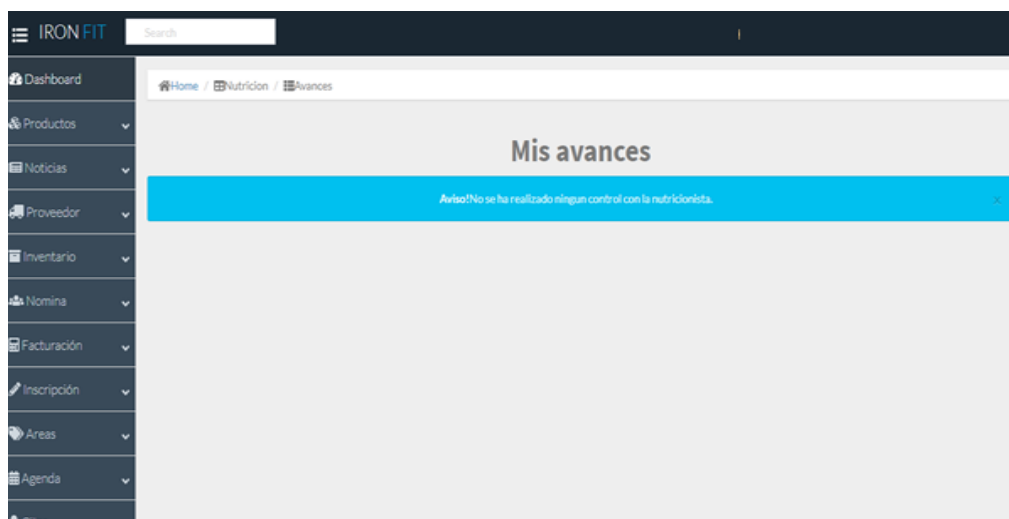 IRON FIT
Search
Dashboard
Home / Nutricion / Avances
Productos
Mis avances
Noticias
Aviso!No se ha realizado ningun control con la nutricionista. ×
Proveedor
Inventario
Nomina
Facturación
Inscripción
Areas
Agenda